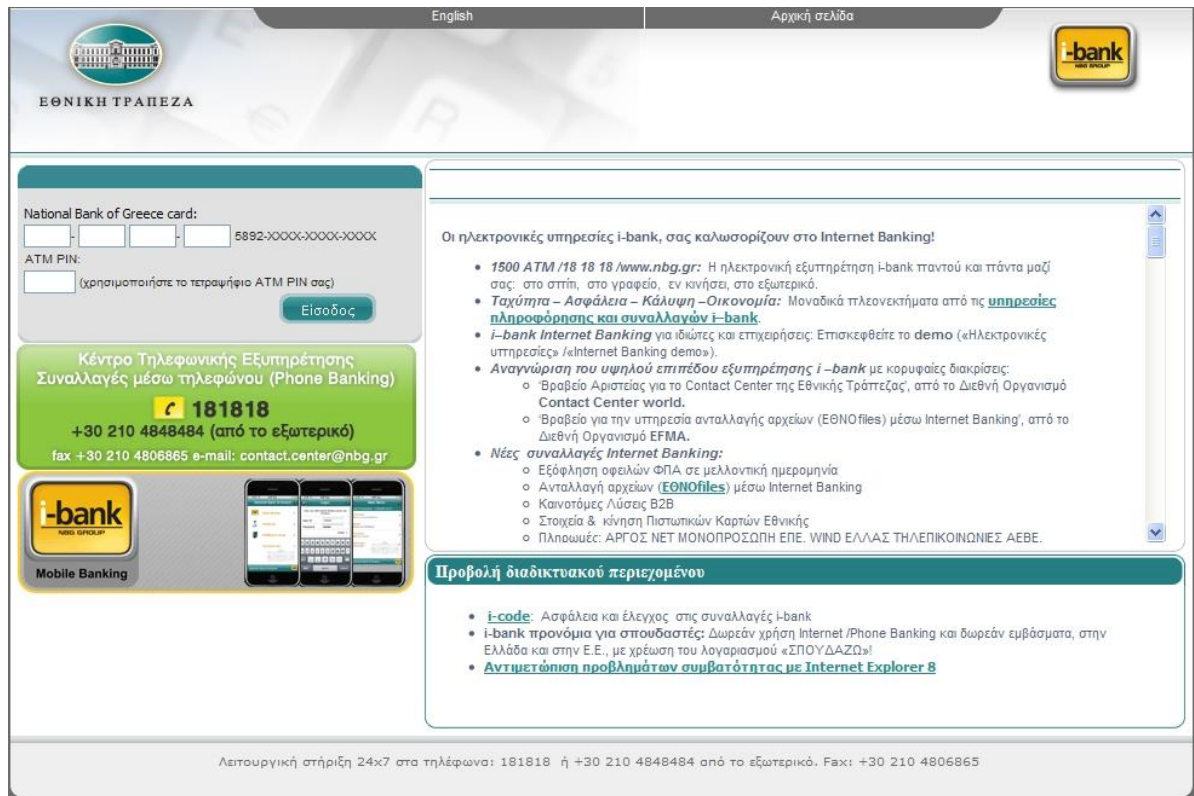 English
Αρχική σελίδα
ΕΘΝΙΚΗ ΤΡΑΠΕΖΑ
i-bank
NBG GROUP
National Bank of Greece card:
- - - 5892-XXXX-XXXX-XXXX
ATM PIN:
(χρησιμοποιήστε το τετραψήφιο ATM PIN σας)
Είσοδος
Κέντρο Τηλεφωνικής Εξυπηρέτησης
Συναλλαγές μέσω τηλεφώνου (Phone Banking)
181818
+30 210 4848484 (από το εξωτερικό)
fax +30 210 4806865 e-mail: contact.center@nbg.gr
i-bank
NBG GROUP
Mobile Banking
Οι ηλεκτρονικές υπηρεσίες i-bank, σας καλωσορίζουν στο Internet Banking!
• 1500 ATM /18 18 18 /www.nbg.gr: Η ηλεκτρονική εξυπηρέτηση i-bank παντού και πάντα μαζί
σας: στο σπίτι, στο γραφείο, εν κινήσει, στο εξωτερικό.
• Ταχύτητα – Ασφάλεια – Κάλυψη –Οικονομία: Μοναδικά πλεονεκτήματα από τις υπηρεσίες
πληροφόρησης και συναλλαγών i–bank.
• i–bank Internet Banking για ιδιώτες και επιχειρήσεις: Επισκεφθείτε το demo («Ηλεκτρονικές
υπηρεσίες» /«Internet Banking demo»).
• Αναγνώριση του υψηλού επιπέδου εξυπηρέτησης i –bank με κορυφαίες διακρίσεις:
o ‘Βραβείο Αριστείας για το Contact Center της Εθνικής Τράπεζας’, από το Διεθνή Οργανισμό
Contact Center world.
o ‘Βραβείο για την υπηρεσία ανταλλαγής αρχείων (ΕΘΝΟfiles) μέσω Internet Banking’, από το
Διεθνή Οργανισμό EFMA.
• Νέες συναλλαγές Internet Banking:
o Εξόφληση οφειλών ΦΠΑ σε μελλοντική ημερομηνία
o Ανταλλαγή αρχείων (ΕΘΝΟfiles) μέσω Internet Banking
o Καινοτόμες Λύσεις B2B
o Στοιχεία & κίνηση Πιστωτικών Καρτών Εθνικής
o Πληρωμές: ΑΡΓΟΣ ΝΕΤ ΜΟΝΟΠΡΟΣΩΠΗ ΕΠΕ. WIND ΕΛΛΑΣ ΤΗΛΕΠΙΚΟΙΝΩΝΙΕΣ ΑΕΒΕ.
Προβολή διαδικτυακού περιεχομένου
• i-code: Ασφάλεια και έλεγχος στις συναλλαγές i-bank
• i-bank προνόμια για σπουδαστές: Δωρεάν χρήση Internet /Phone Banking και δωρεάν εμβάσματα, στην
Ελλάδα και στην Ε.Ε., με χρέωση του λογαριασμού «ΣΠΟΥΔΑΖΩ»!
• Αντιμετώπιση προβλημάτων συμβατότητας με Internet Explorer 8
Λειτουργική στήριξη 24x7 στα τηλέφωνα: 181818 ή +30 210 4848484 από το εξωτερικό. Fax: +30 210 4806865